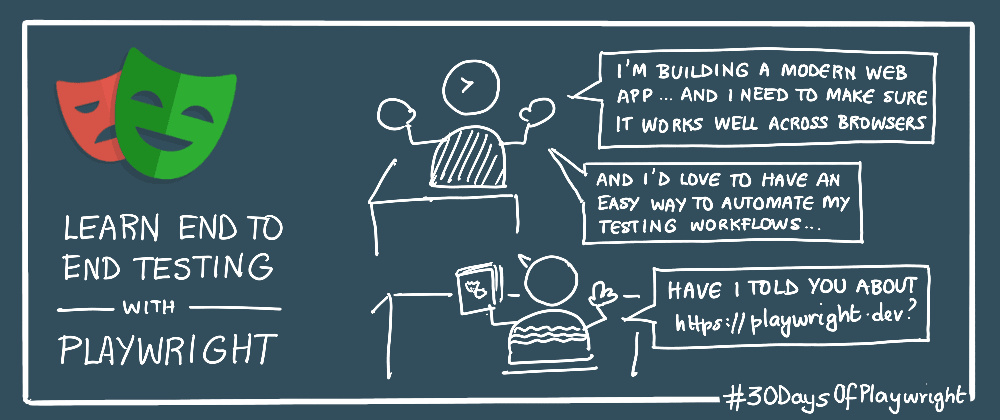 LEARN END TO
END TESTING
WITH
PLAYWRIGHT
I'M BUILDING A MODERN WEB
APP... AND I NEED TO MAKE SURE
IT WORKS WELL ACROSS BROWSERS
AND I'D LOVE TO HAVE AN
EASY WAY TO AUTOMATE MY
TESTING WORKFLOWS...
HAVE I TOLD YOU ABOUT
https://playwright.dev?
#30DaysOfPlaywright